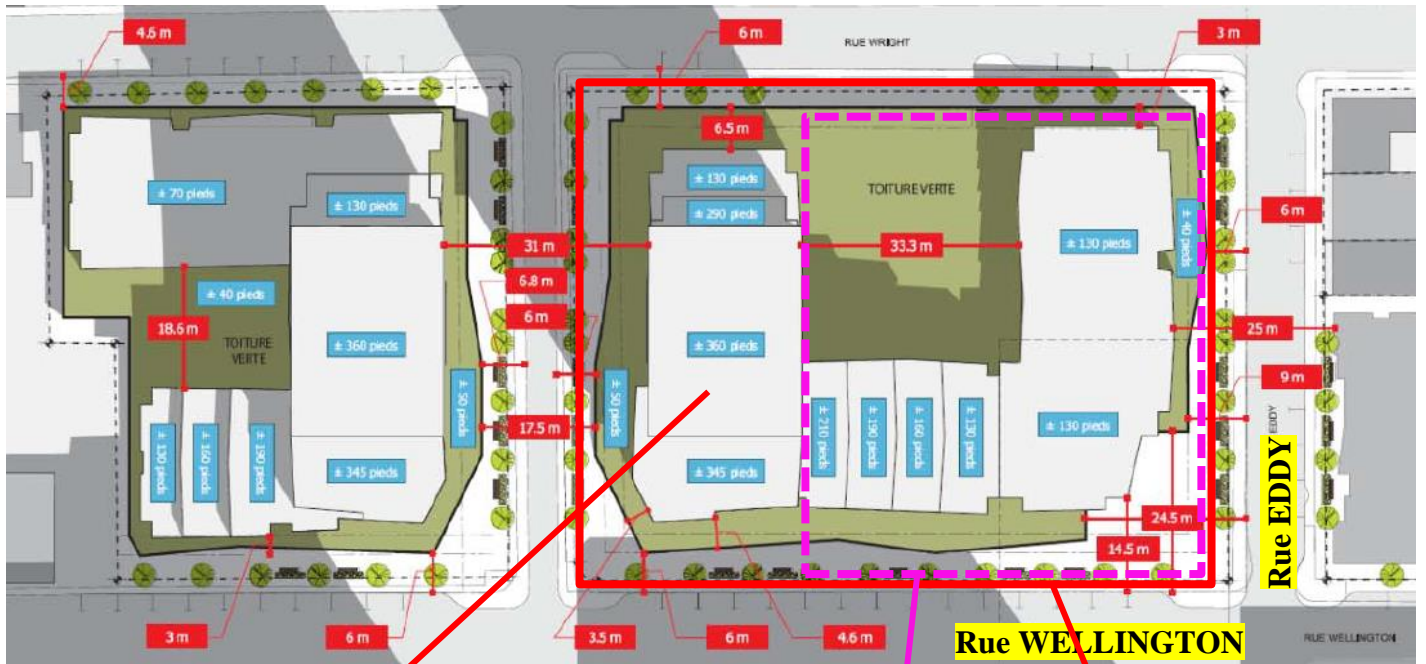 4.6 m
6 m
RUE WRIGHT
3 m
6.5 m
± 70 pieds
± 130 pieds
± 130 pieds
± 290 pieds
TOITURE VERTE
± 40 pieds
6 m
31 m
33.3 m
± 130 pieds
± 40 pieds
6.8 m
6 m
18.6 m
TOITURE
VERTE
± 360 pieds
± 360 pieds
25 m
± 50 pieds
± 50 pieds
9 m
17.5 m
± 130 pieds
± 160 pieds
± 190 pieds
± 345 pieds
± 345 pieds
± 210 pieds
± 190 pieds
± 160 pieds
± 130 pieds
± 130 pieds
EDDY
Rue EDDY
24.5 m
14.5 m
3 m
6 m
3.5 m
6 m
4.6 m
Rue WELLINGTON
RUE WELLINGTON